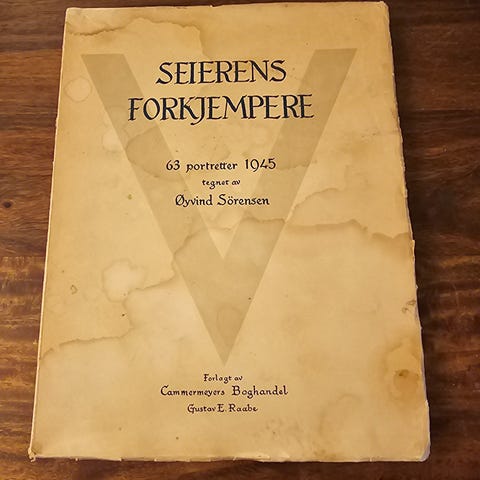 SEIERENS
FORKJEMPERE
63 portretter 1945
tegnet av
Øyvind Sörensen
Forlagt av
Cammermeyers Boghandel
Gustav E. Raabe